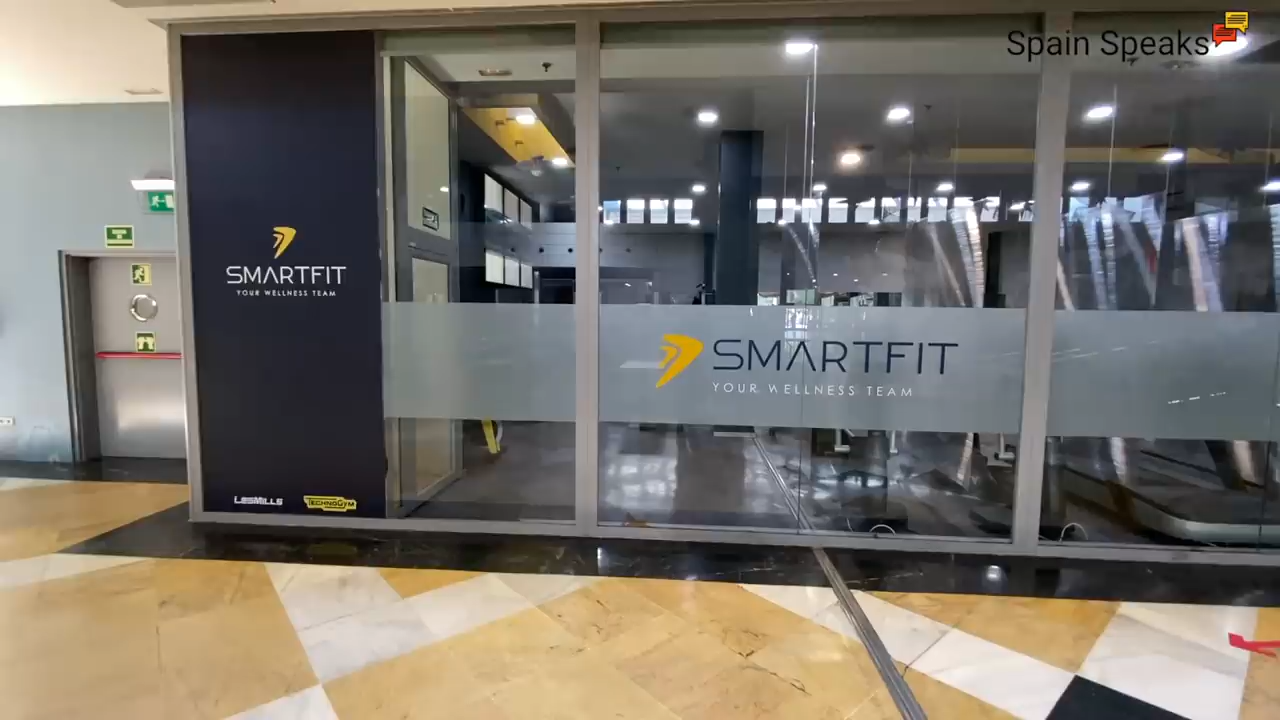 Spain Speaks
SMARTFIT
YOUR WELLNESS TEAM
SMARTFIT
YOUR WELLNESS TEAM
LESMILLS
TECHNOGYM